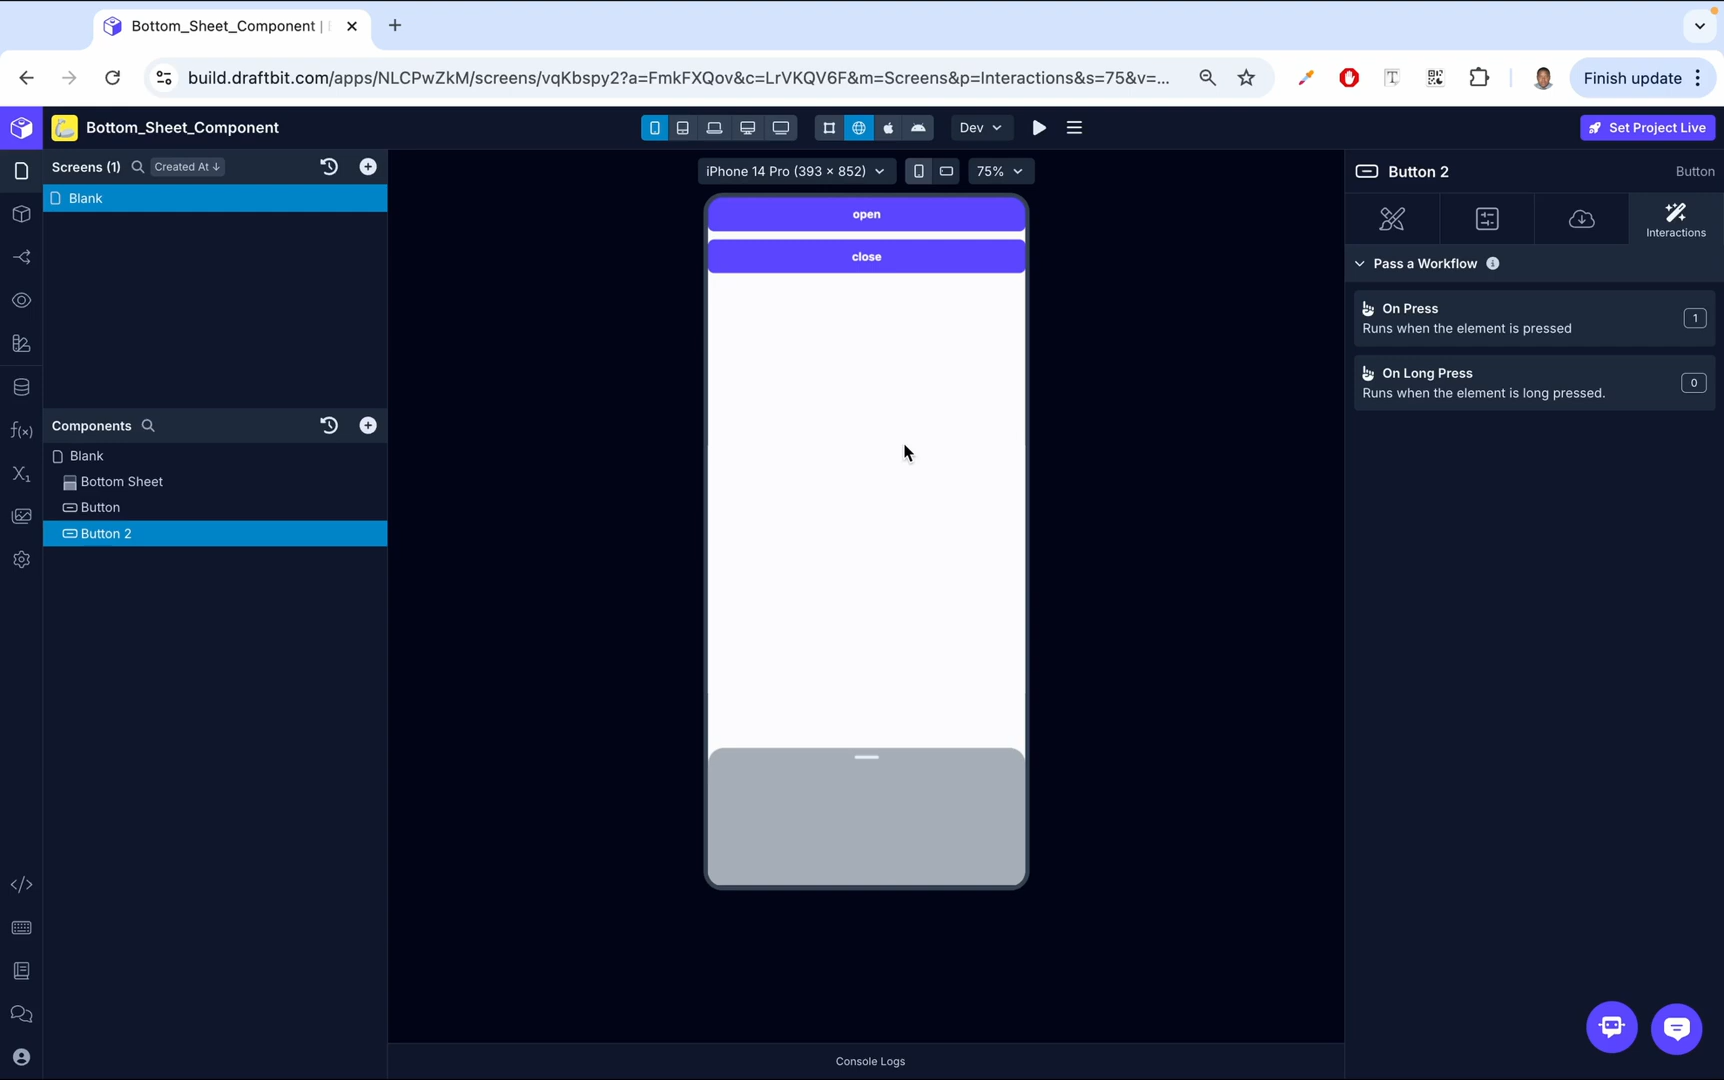 Bottom_Sheet_Component |
build.draftbit.com/apps/NLCPwZkM/screens/vqKbspy2?a=FmkFXQov&c=LrVKQV6F&m=Screens&p=Interactions&s=75&v=...
Finish update
Bottom_Sheet_Component
Dev
Set Project Live
Screens (1)
Created At ↓
Blank
iPhone 14 Pro (393 × 852)
75%
Button 2
Button
Interactions
open
close
Pass a Workflow
On Press
Runs when the element is pressed
1
On Long Press
Runs when the element is long pressed.
0
Components
Blank
Bottom Sheet
Button
Button 2
f(x)
X₁
</>
Console Logs